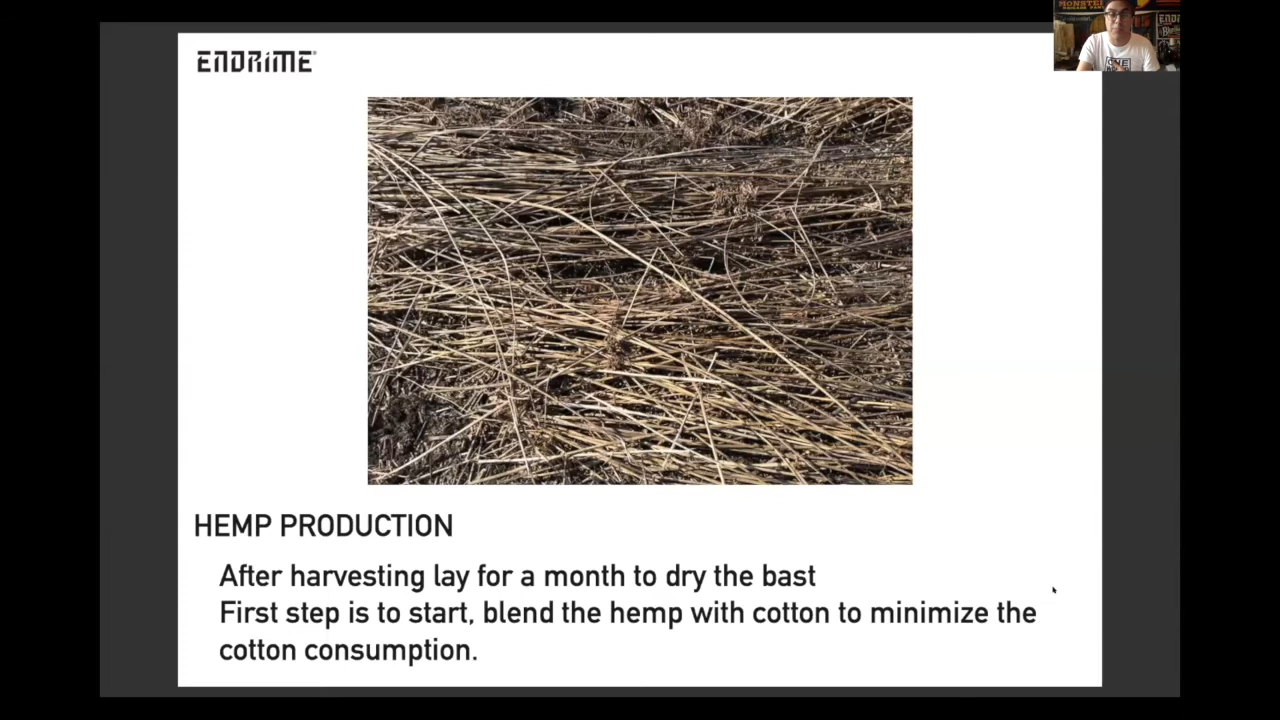 ENDRIME
MONSTER
HEMP PRODUCTION
After harvesting lay for a month to dry the bast
First step is to start, blend the hemp with cotton to minimize the
cotton consumption.